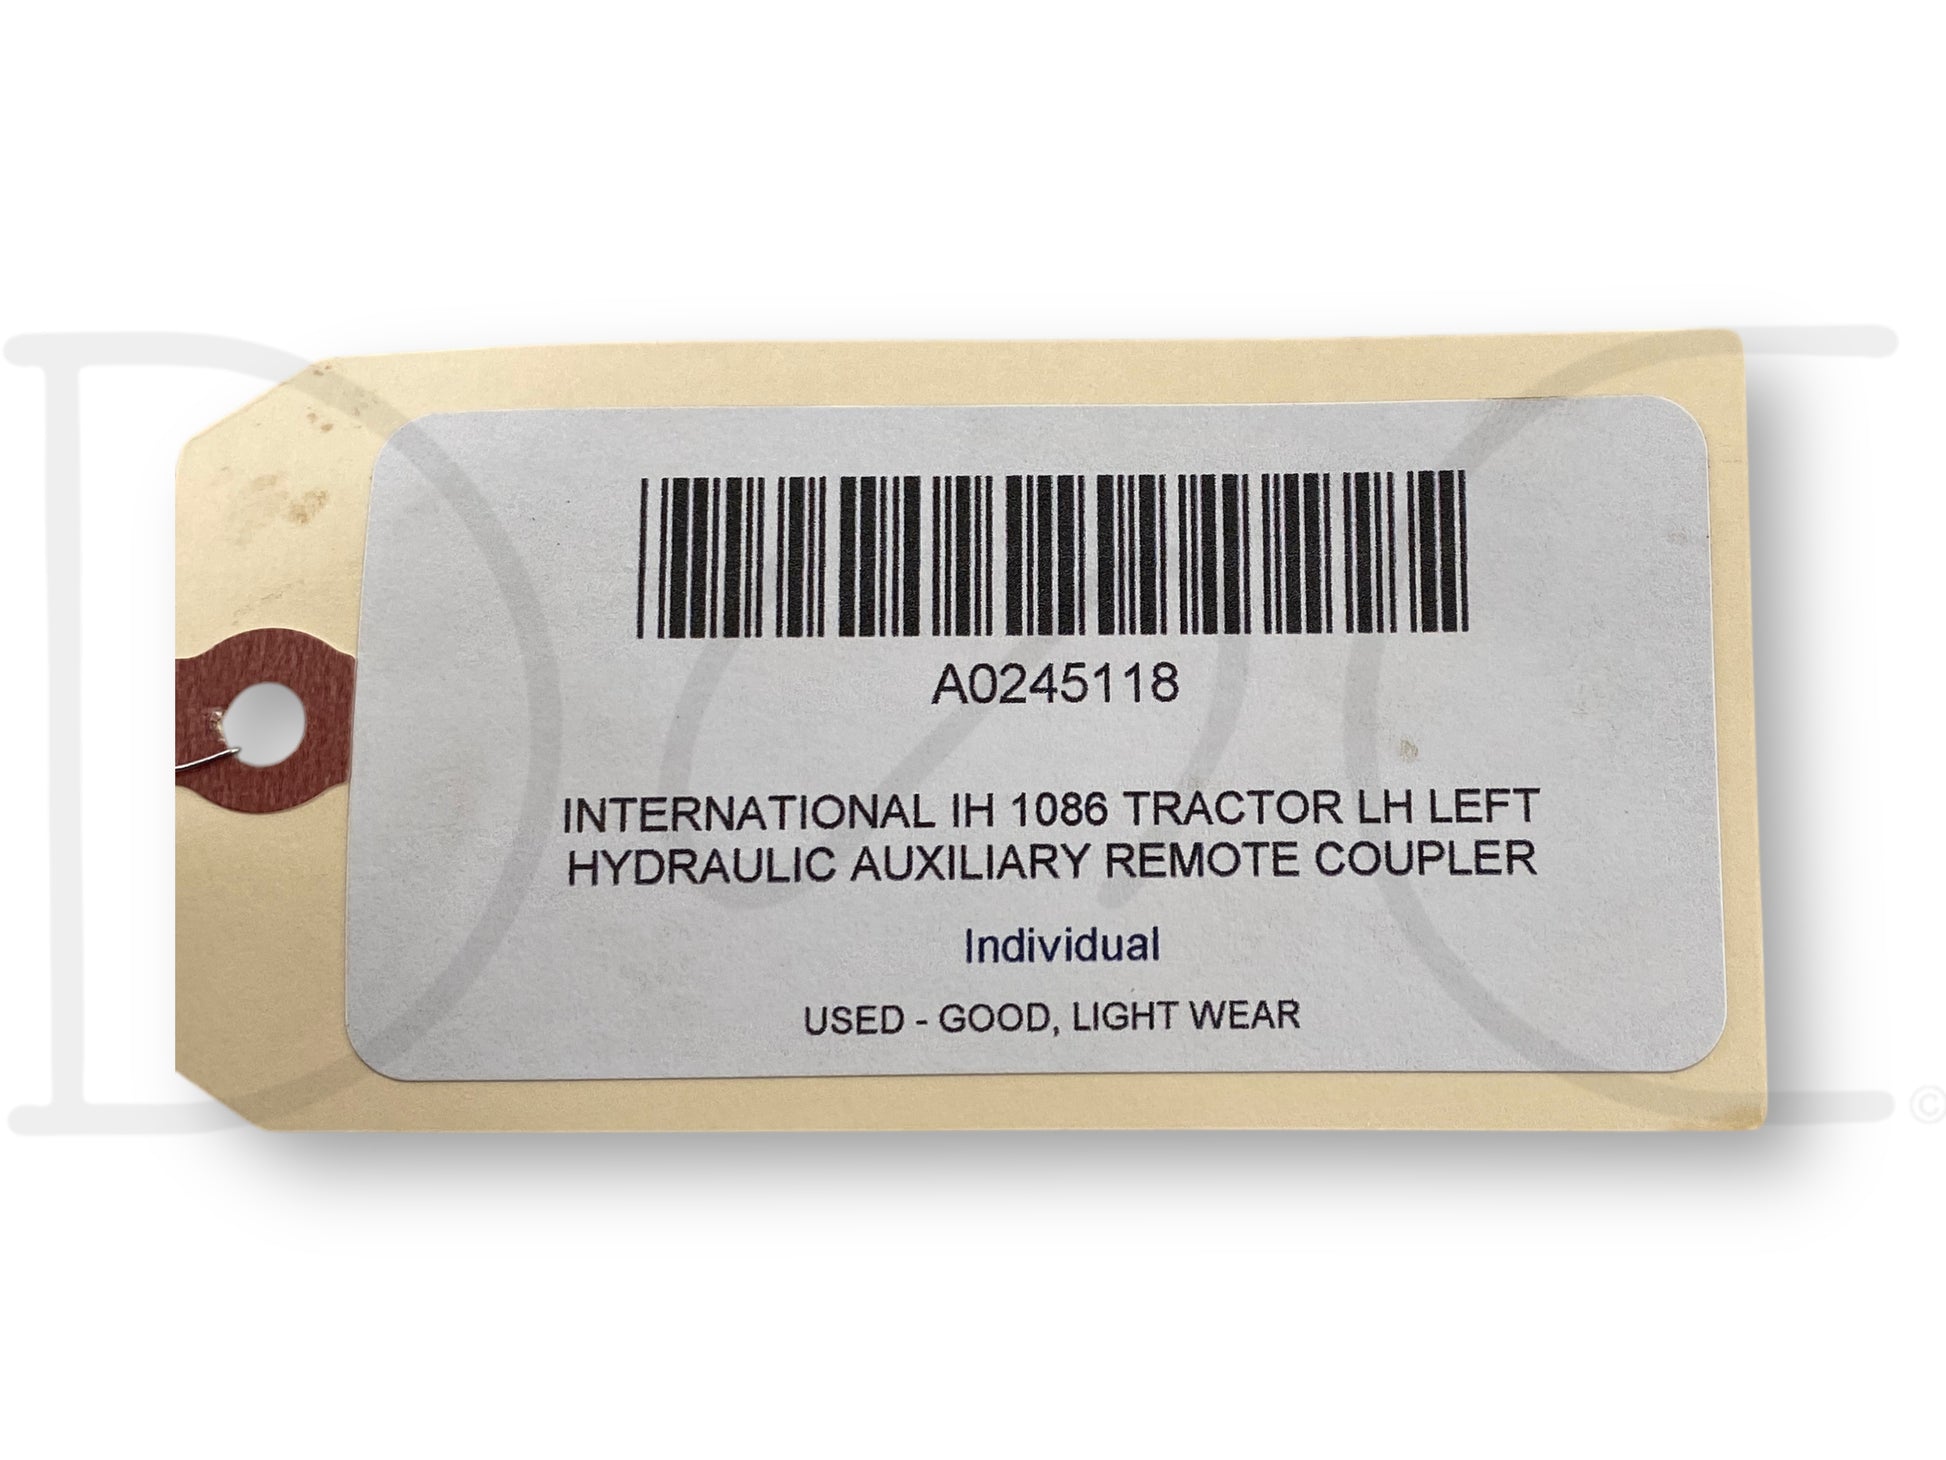 A0245118
INTERNATIONAL IH 1086 TRACTOR LH LEFT
HYDRAULIC AUXILIARY REMOTE COUPLER
Individual
USED - GOOD, LIGHT WEAR
©